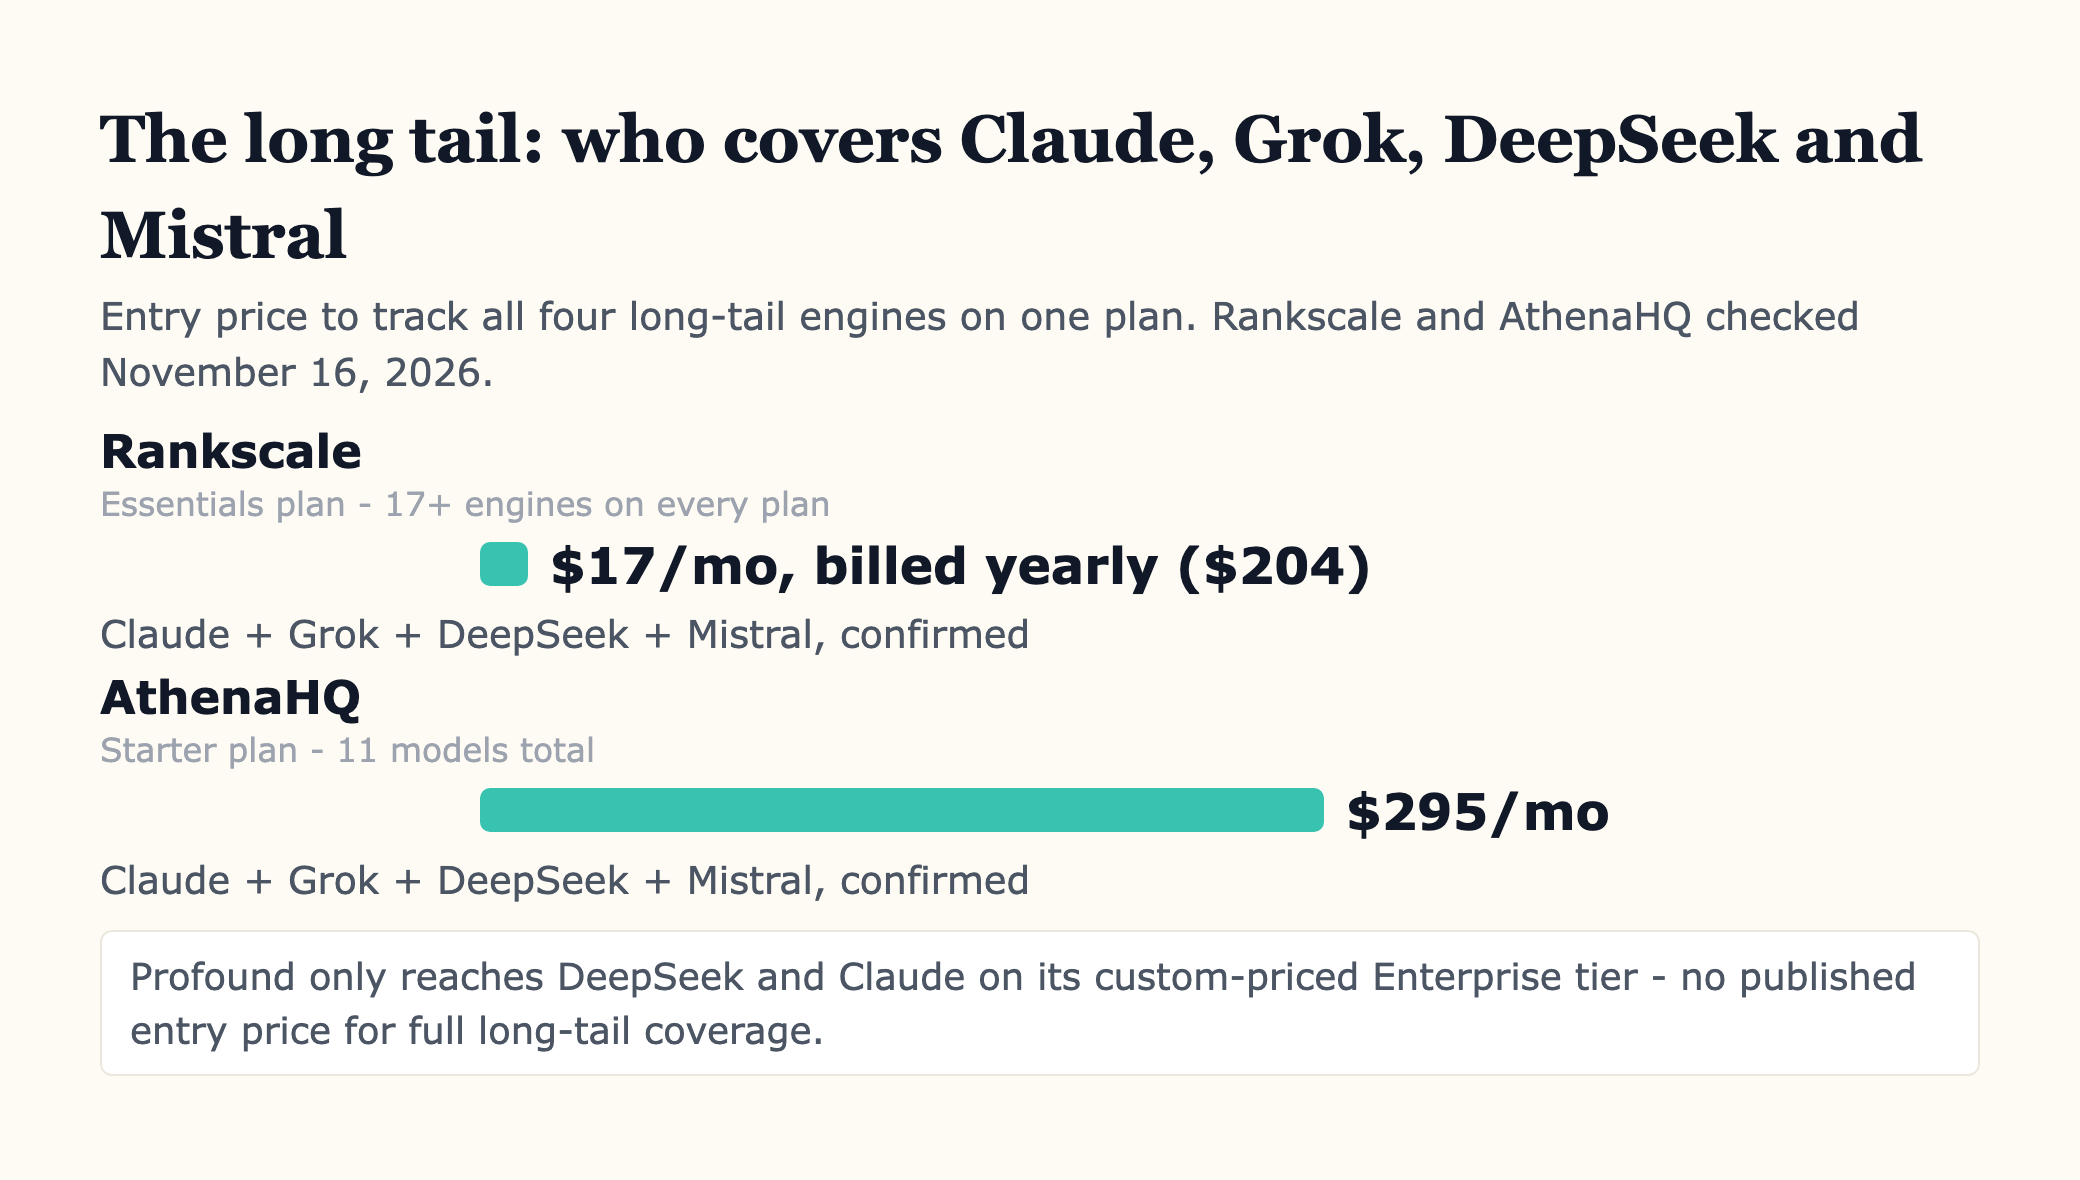 The long tail: who covers Claude, Grok, DeepSeek and
Mistral
Entry price to track all four long-tail engines on one plan. Rankscale and AthenaHQ checked
November 16, 2026.
Rankscale
Essentials plan - 17+ engines on every plan
$17/mo, billed yearly ($204)
Claude + Grok + DeepSeek + Mistral, confirmed
AthenaHQ
Starter plan - 11 models total
$295/mo
Claude + Grok + DeepSeek + Mistral, confirmed
Profound only reaches DeepSeek and Claude on its custom-priced Enterprise tier - no published
entry price for full long-tail coverage.